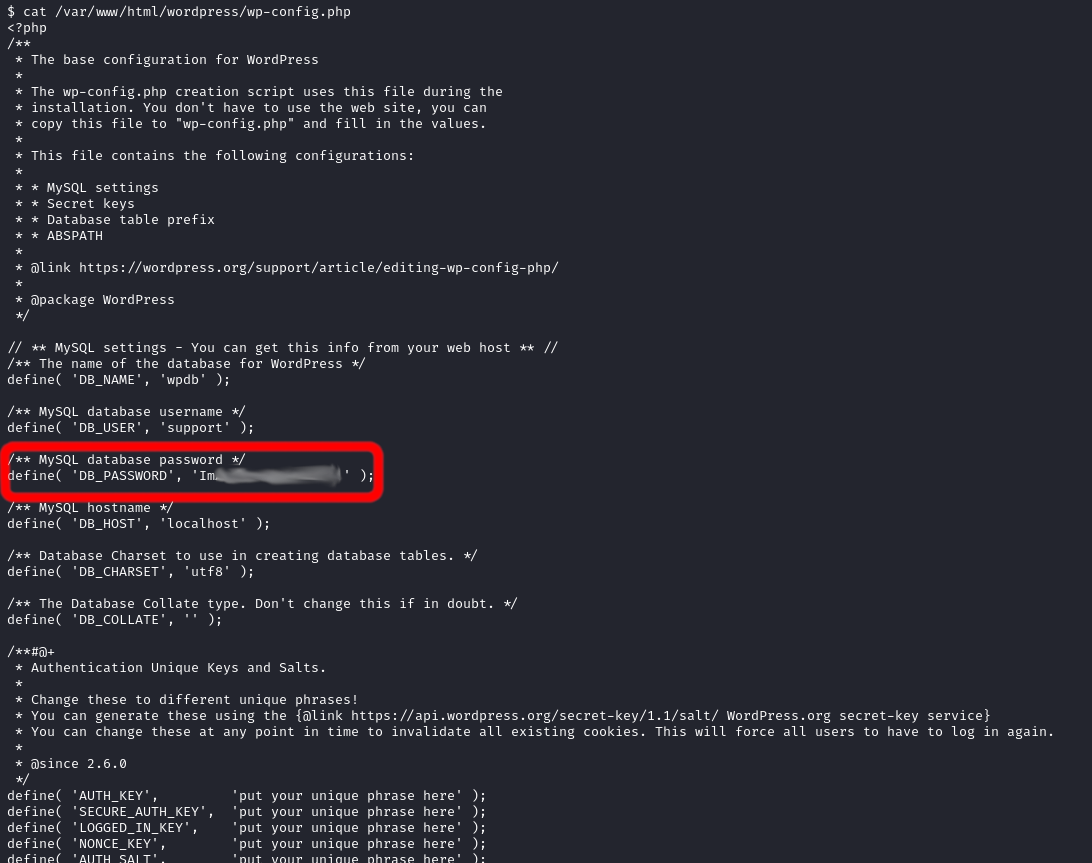 $ cat /var/www/html/wordpress/wp-config.php
<?php
/**
 * The base configuration for WordPress
 *
 * The wp-config.php creation script uses this file during the
 * installation. You don't have to use the web site, you can
 * copy this file to "wp-config.php" and fill in the values.
 *
 * This file contains the following configurations:
 *
 * * MySQL settings
 * * Secret keys
 * * Database table prefix
 * * ABSPATH
 *
 * @link https://wordpress.org/support/article/editing-wp-config-php/
 *
 * @package WordPress
 */

// ** MySQL settings - You can get this info from your web host ** //
/** The name of the database for WordPress */
define( 'DB_NAME', 'wpdb' );

/** MySQL database username */
define( 'DB_USER', 'support' );

/** MySQL database password */
define( 'DB_PASSWORD', 'Im ' );

/** MySQL hostname */
define( 'DB_HOST', 'localhost' );

/** Database Charset to use in creating database tables. */
define( 'DB_CHARSET', 'utf8' );

/** The Database Collate type. Don't change this if in doubt. */
define( 'DB_COLLATE', '' );

/**#@+
 * Authentication Unique Keys and Salts.
 *
 * Change these to different unique phrases!
 * You can generate these using the {@link https://api.wordpress.org/secret-key/1.1/salt/ WordPress.org secret-key service}
 * You can change these at any point in time to invalidate all existing cookies. This will force all users to have to log in again.
 *
 * @since 2.6.0
 */
define( 'AUTH_KEY',         'put your unique phrase here' );
define( 'SECURE_AUTH_KEY',  'put your unique phrase here' );
define( 'LOGGED_IN_KEY',    'put your unique phrase here' );
define( 'NONCE_KEY',        'put your unique phrase here' );
define( 'AUTH_SALT',        'put your unique phrase here' );